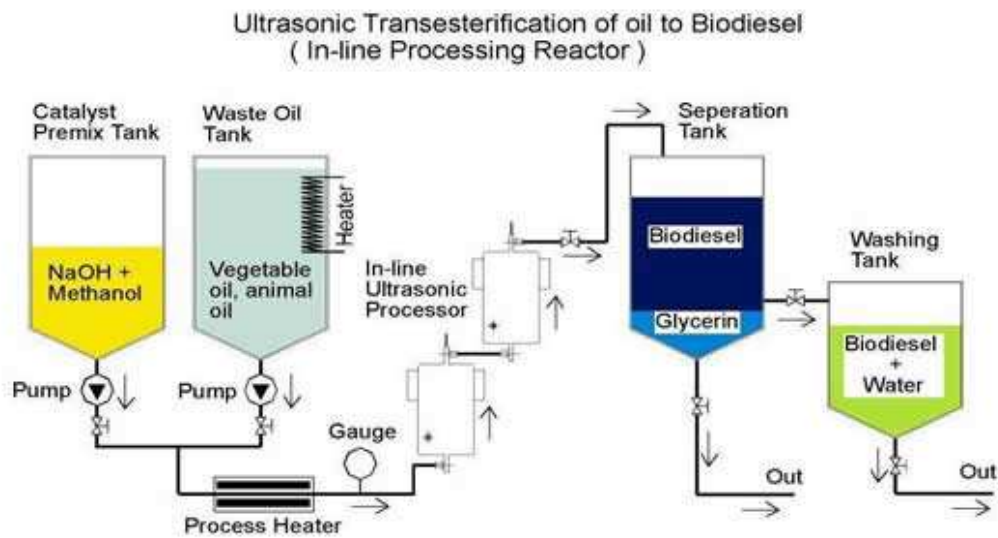 Ultrasonic Transesterification of oil to Biodiesel
( In-line Processing Reactor )
Catalyst
Premix Tank
Waste Oil
Tank
Seperation
Tank
Heater
Biodiesel
Washing
Tank
NaOH +
Methanol
Vegetable
oil, animal
oil
In-line
Ultrasonic
Processor
Glycerin
Biodiesel
+
Water
Pump
Pump
Gauge
Out
Out
Process Heater